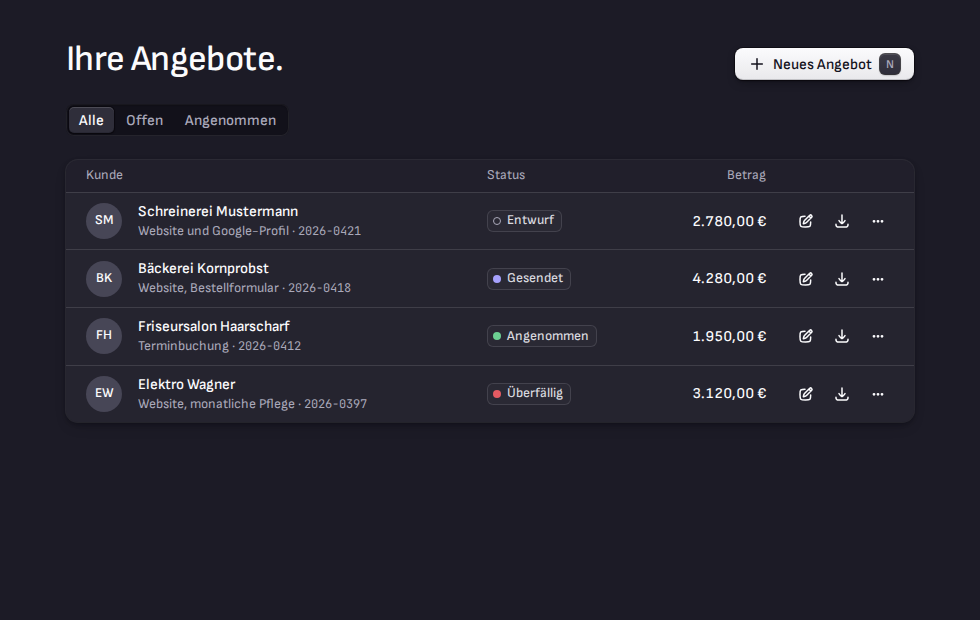 Ihre Angebote.
Neues Angebot N
Alle Offen Angenommen
Kunde Status Betrag
SM Schreinerei Mustermann Entwurf 2.780,00 €
Website und Google-Profil · 2026-0421
BK Bäckerei Kornprobst Gesendet 4.280,00 €
Website, Bestellformular · 2026-0418
FH Friseursalon Haarscharf Angenommen 1.950,00 €
Terminbuchung · 2026-0412
EW Elektro Wagner Überfällig 3.120,00 €
Website, monatliche Pflege · 2026-0397